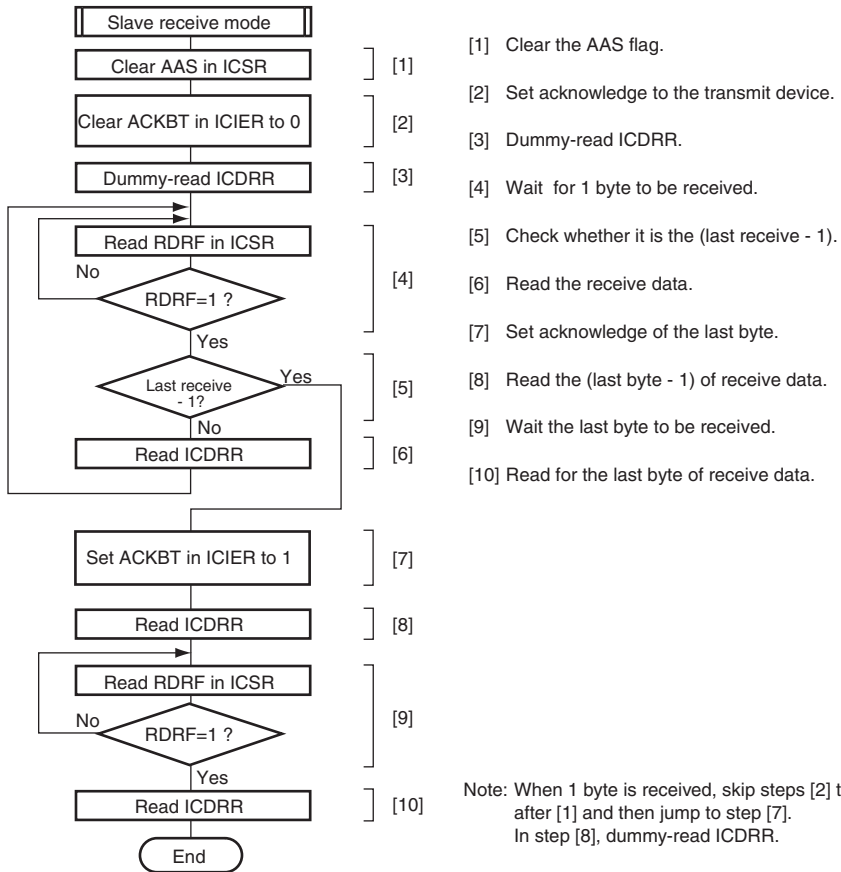 Slave receive mode
Clear AAS in ICSR
[1]
Clear ACKBT in ICIER to 0
[2]
Dummy-read ICDRR
[3]
Read RDRF in ICSR
No
RDRF=1 ?
[4]
Yes
Last receive
- 1?
Yes
[5]
No
Read ICDRR
[6]
Set ACKBT in ICIER to 1
[7]
Read ICDRR
[8]
Read RDRF in ICSR
No
RDRF=1 ?
[9]
Yes
Read ICDRR
[10]
End
[1] Clear the AAS flag.
[2] Set acknowledge to the transmit device.
[3] Dummy-read ICDRR.
[4] Wait for 1 byte to be received.
[5] Check whether it is the (last receive - 1).
[6] Read the receive data.
[7] Set acknowledge of the last byte.
[8] Read the (last byte - 1) of receive data.
[9] Wait the last byte to be received.
[10] Read for the last byte of receive data.
Note: When 1 byte is received, skip steps [2] t
after [1] and then jump to step [7].
In step [8], dummy-read ICDRR.